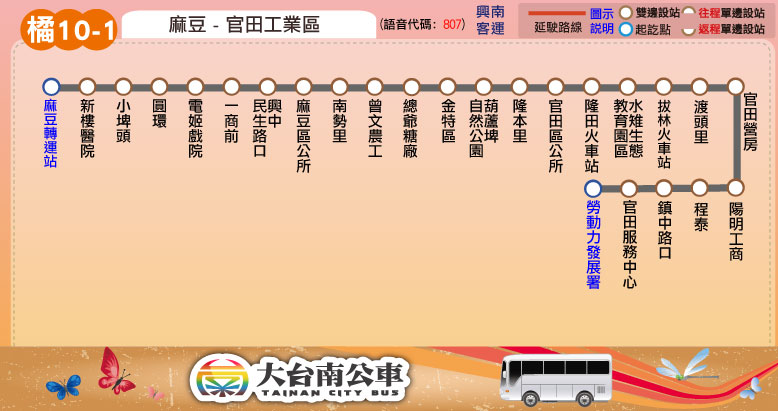 橘10-1
麻豆 - 官田工業區
(語音代碼：807)
興南
客運
延駛路線
圖示
說明
雙邊設站
起訖點
往程單邊設站
返程單邊設站
麻豆轉運站
新樓醫院
小埤頭
圓環
電姬戲院
一商前
興中
民生路口
麻豆區公所
南勢里
曾文農工
總爺糖廠
金特區
葫蘆埤
自然公園
隆本里
官田區公所
隆田火車站
水雉生態
教育園區
拔林火車站
渡頭里
官田營房
陽明工商
程泰
鎮中路口
官田服務中心
勞動力發展署
大台南公車
TAINAN CITY BUS